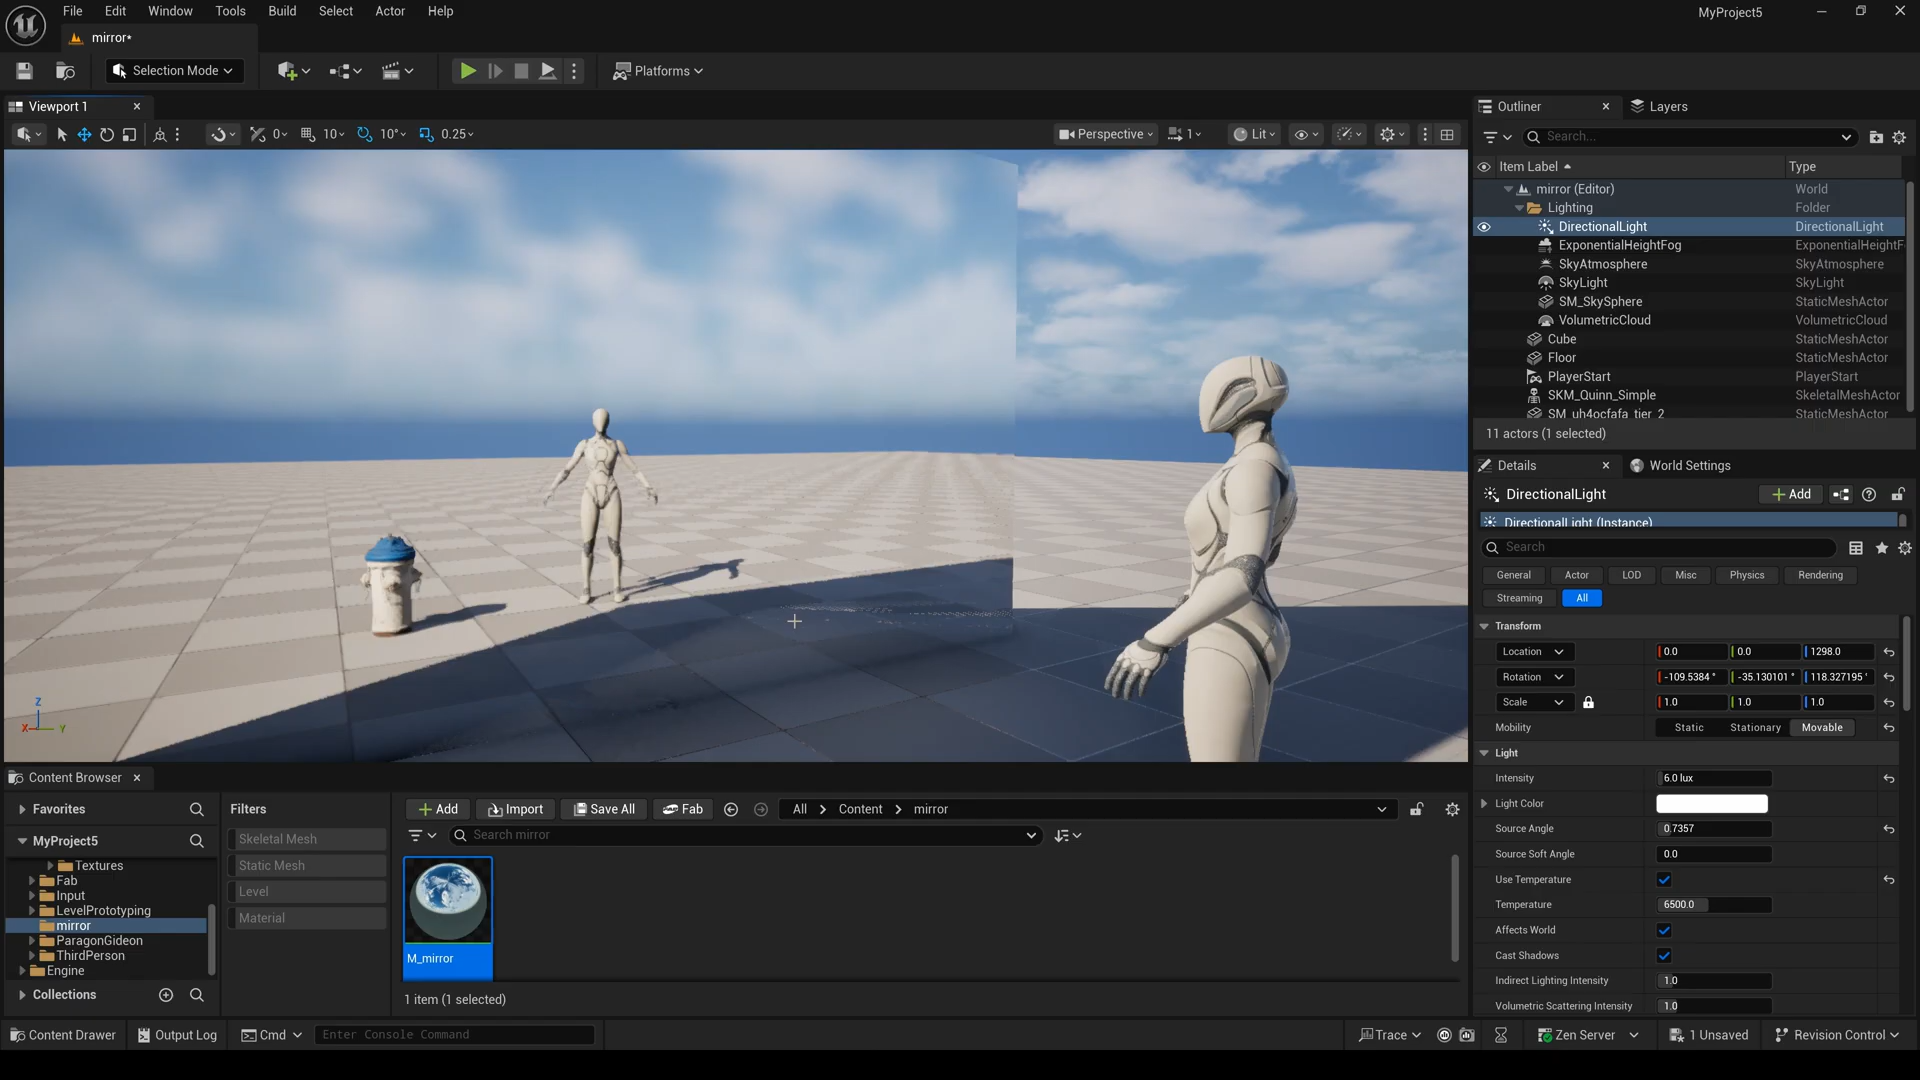 File Edit Window Tools Build Select Actor Help
MyProject5
mirror*
Selection Mode
Platforms
Viewport 1
0 10 10° 0.25
Perspective 1 Lit
Outliner
Layers
Search...
Item Label Type
mirror (Editor) World
Lighting Folder
DirectionalLight DirectionalLight
ExponentialHeightFog ExponentialHeightF
SkyAtmosphere SkyAtmosphere
SkyLight SkyLight
SM_SkySphere StaticMeshActor
VolumetricCloud VolumetricCloud
Cube StaticMeshActor
Floor StaticMeshActor
PlayerStart PlayerStart
SKM_Quinn_Simple SkeletalMeshActor
SM_uh4ocfafa_tier_2 StaticMeshActor
11 actors (1 selected)
Details
World Settings
DirectionalLight
Add
DirectionalLight (Instance)
Search
General Actor LOD Misc Physics Rendering
Streaming All
Transform
Location 0.0 0.0 1298.0
Rotation -109.5384° -35.130101° 118.327195°
Scale 1.0 1.0 1.0
Mobility Static Stationary Movable
Light
Intensity 6.0 lux
Light Color
Source Angle 0.7357
Source Soft Angle 0.0
Use Temperature
Temperature 6500.0
Affects World
Cast Shadows
Indirect Lighting Intensity 1.0
Volumetric Scattering Intensity 1.0
Z
X Y
Content Browser
Favorites
MyProject5
Textures
Fab
Input
LevelPrototyping
mirror
ParagonGideon
ThirdPerson
Engine
Collections
Filters
Skeletal Mesh
Static Mesh
Level
Material
Add Import Save All Fab All Content mirror
Search mirror
M_mirror
1 item (1 selected)
Content Drawer Output Log Cmd Enter Console Command Trace Zen Server 1 Unsaved Revision Control